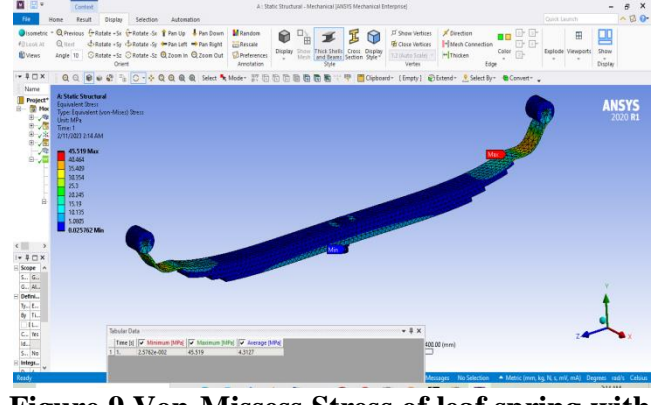 A : Static Structural - Mechanical [ANSYS Mechanical Enterprise]
Context
File Home Result Display Selection Automation
Quick Launch
Isometric Rotate +Sx Rotate -Sx Pan Up Pan Down Random
Look At Next Rotate +Sy Rotate -Sy Pan Left Pan Right Rescale
Views Angle 10 Rotate +Sz Rotate -Sz Zoom In Zoom Out Preferences
Display Show Mesh Thick Shells and Beams Cross Section Display Style
Show Vertices
Close Vertices
Direction
Mesh Connection
Thicken
Color
Explode Viewports Show
Orient Annotation Style Vertex Edge Display
Select Mode Clipboard [ Empty ] Extend Select By Convert
Name
Project*
A: Static Structural
Equivalent Stress
Type: Equivalent (von-Mises) Stress
Unit: MPa
Time: 1
ANSYS
2020 R1
45.519 Max
40.464
35.409
30.354
25.3
20.245
15.19
10.135
5.0805
0.025762 Min
Min
Scope
Tabular Data
Time [s] Minimum [MPa] Maximum [MPa] Average [MPa]
1 1. 2.5762e-002 45.519 4.3127
400.00 (mm)
Y
Z X
Ready
Messages No Selection Metric (mm, kg, N, s, mV, mA) Degrees rad/s Celsius
Figure 9 Von-Missess Stress of leaf spring with